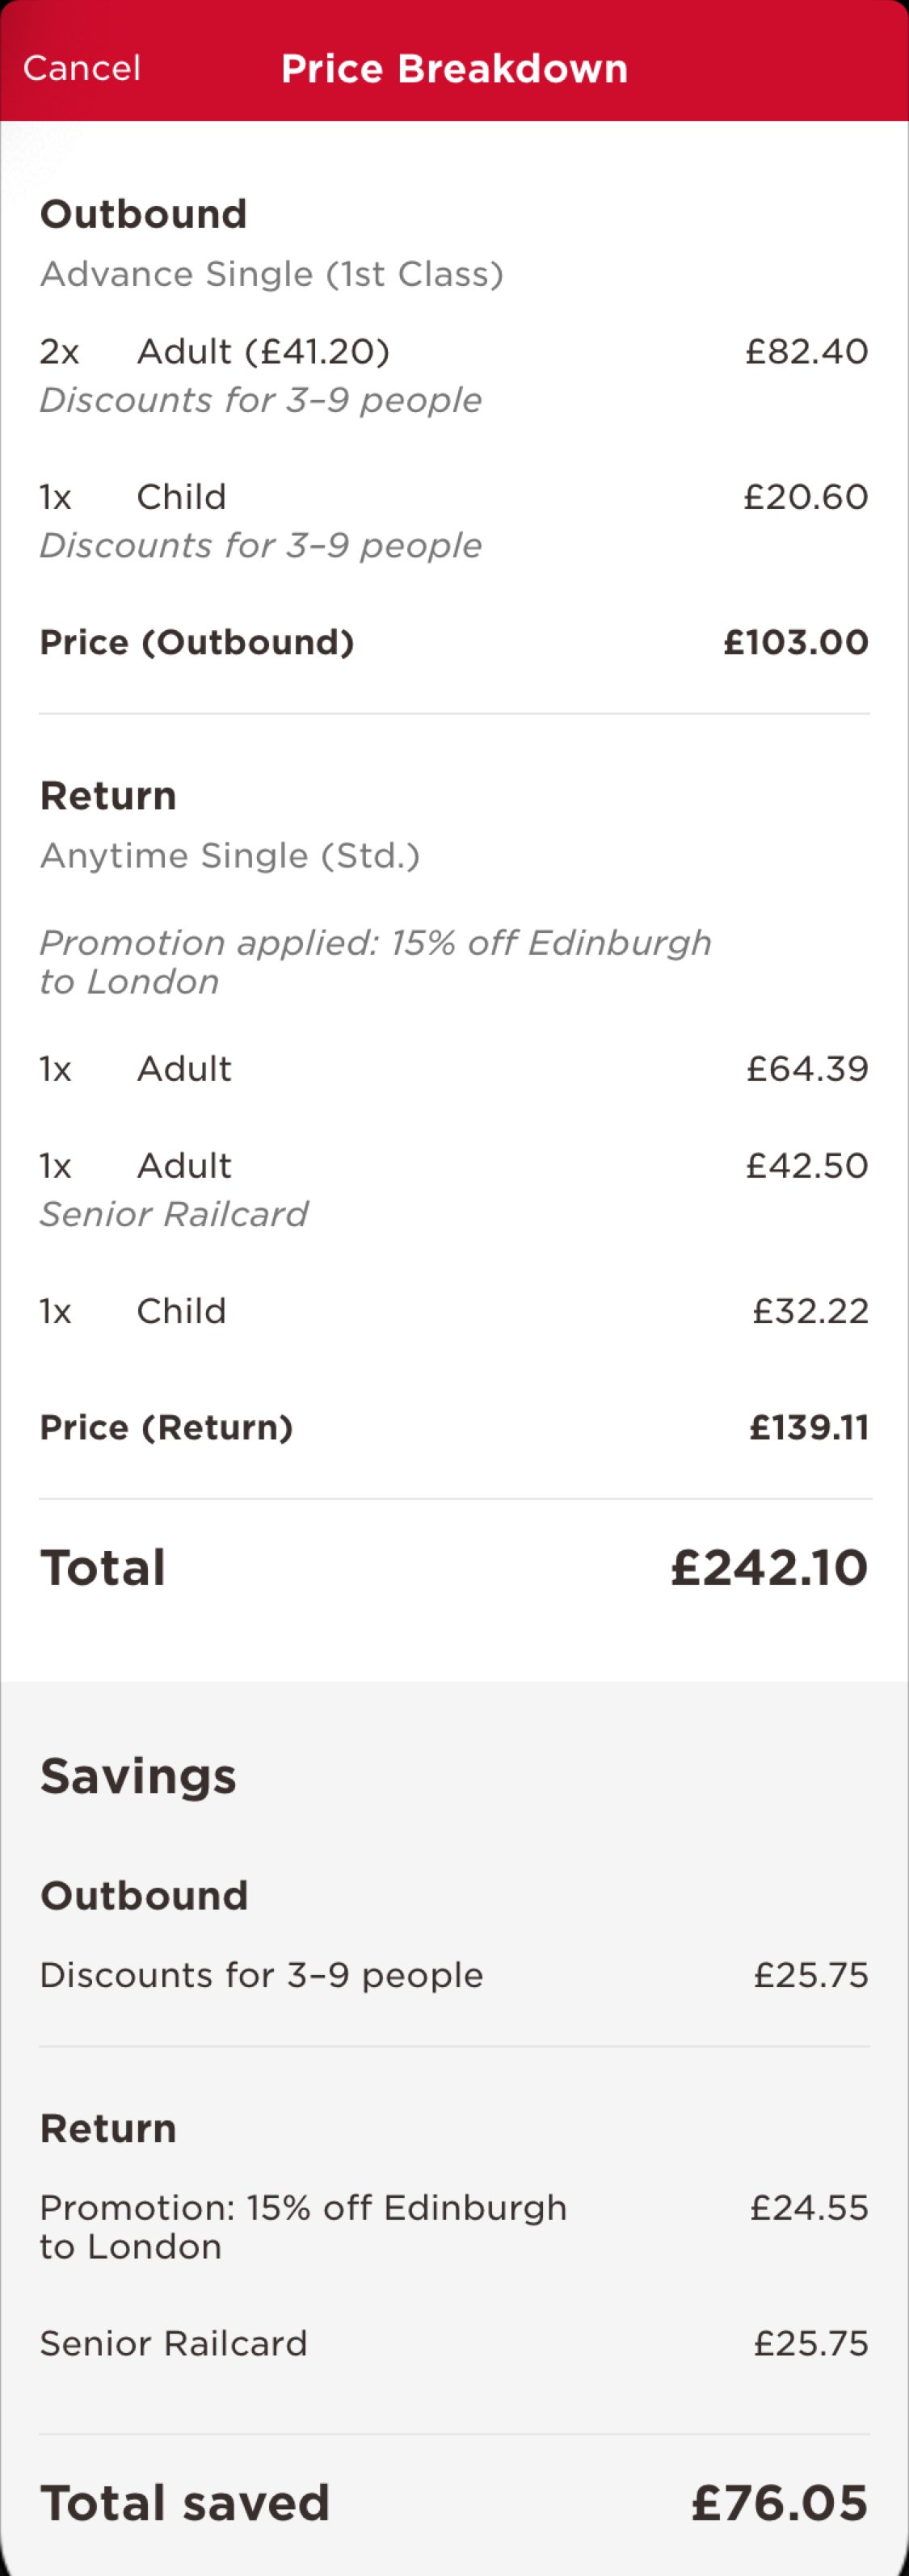 Cancel Price Breakdown
Outbound
Advance Single (1st Class)
2x Adult (£41.20) £82.40
Discounts for 3–9 people
1x Child £20.60
Discounts for 3–9 people
Price (Outbound) £103.00
Return
Anytime Single (Std.)
Promotion applied: 15% off Edinburgh
to London
1x Adult £64.39
1x Adult £42.50
Senior Railcard
1x Child £32.22
Price (Return) £139.11
Total £242.10
Savings
Outbound
Discounts for 3–9 people £25.75
Return
Promotion: 15% off Edinburgh £24.55
to London
Senior Railcard £25.75
Total saved £76.05